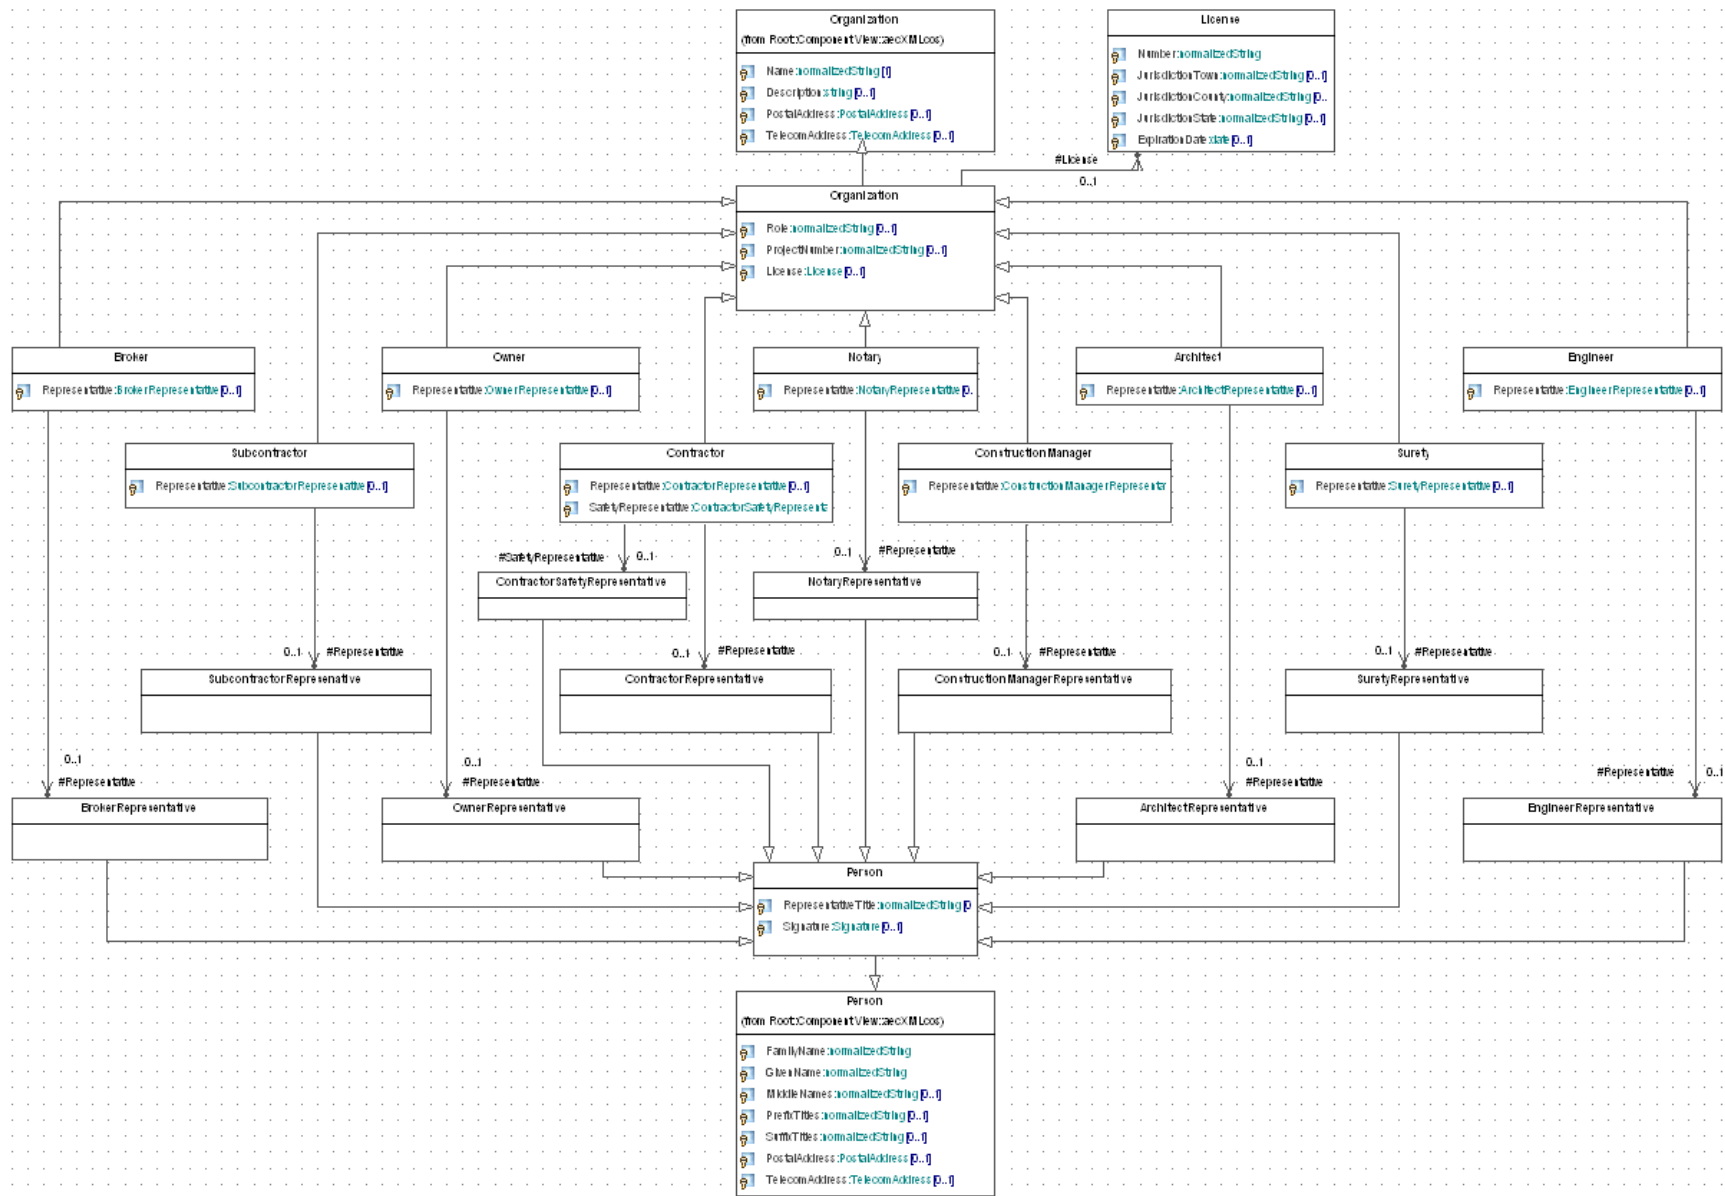 Organization
(from Root::Component View::aecXMLcos)
Name:normalizedString [1]
Description:string [0..1]
PostalAddress:PostalAddress [0..1]
TelecomAddress:TelecomAddress [0..1]
License
Number:normalizedString
JurisdictionTown:normalizedString [0..1]
JurisdictionCounty:normalizedString [0..
JurisdictionState:normalizedString [0..1]
ExpirationDate:date [0..1]
#License
0..1
Organization
Role:normalizedString [0..1]
ProjectNumber:normalizedString [0..1]
License:License [0..1]
Broker
Representative:BrokerRepresentative [0..1]
Owner
Representative:OwnerRepresentative [0..1]
Notary
Representative:NotaryRepresentative [0.
Architect
Representative:ArchitectRepresentative [0..1]
Engineer
Representative:EngineerRepresentative [0..1]
Subcontractor
Representative:SubcontractorRepresenative [0..1]
Contractor
Representative:ContractorRepresentative [0..1]
SafetyRepresentative:ContractorSafetyRepresenta
ConstructionManager
Representative:ConstructionManagerRepresentar
Surety
Representative:SuretyRepresentative [0..1]
#SafetyRepresentative
0..1
0..1
#Representative
ContractorSafetyRepresentative
NotaryRepresentative
0..1
#Representative
0..1
#Representative
0..1
#Representative
0..1
#Representative
SubcontractorRepresenative
ContractorRepresentative
ConstructionManagerRepresentative
SuretyRepresentative
0..1
#Representative
0..1
#Representative
0..1
#Representative
#Representative
0..1
BrokerRepresentative
OwnerRepresentative
ArchitectRepresentative
EngineerRepresentative
Person
RepresentativeTitle:normalizedString [0
Signature:Signature [0..1]
Person
(from Root::Component View::aecXMLcos)
FamilyName:normalizedString
GivenName:normalizedString
MiddleNames:normalizedString [0..1]
PrefixTitles:normalizedString [0..1]
SuffixTitles:normalizedString [0..1]
PostalAddress:PostalAddress [0..1]
TelecomAddress:TelecomAddress [0..1]